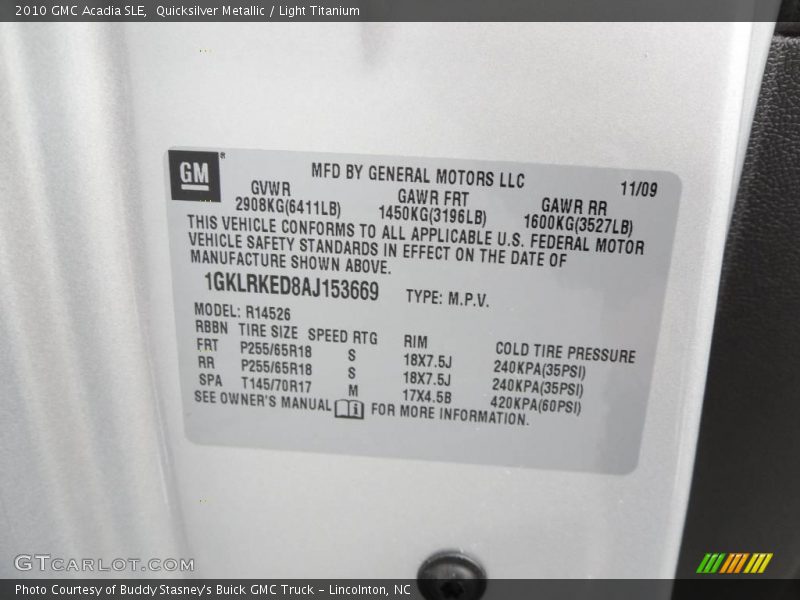 2010 GMC Acadia SLE, Quicksilver Metallic / Light Titanium
GM®
MFD BY GENERAL MOTORS LLC 11/09
GVWR GAWR FRT GAWR RR
2908KG(6411LB) 1450KG(3196LB) 1600KG(3527LB)
THIS VEHICLE CONFORMS TO ALL APPLICABLE U.S. FEDERAL MOTOR
VEHICLE SAFETY STANDARDS IN EFFECT ON THE DATE OF
MANUFACTURE SHOWN ABOVE.
1GKLRKED8AJ153669 TYPE: M.P.V.
MODEL: R14526
RBBN TIRE SIZE SPEED RTG RIM COLD TIRE PRESSURE
FRT P255/65R18 S 18X7.5J 240KPA(35PSI)
RR P255/65R18 S 18X7.5J 240KPA(35PSI)
SPA T145/70R17 M 17X4.5B 420KPA(60PSI)
SEE OWNER'S MANUAL i FOR MORE INFORMATION.
GTCARLOT.COM
Photo Courtesy of Buddy Stasney's Buick GMC Truck - Lincolnton, NC